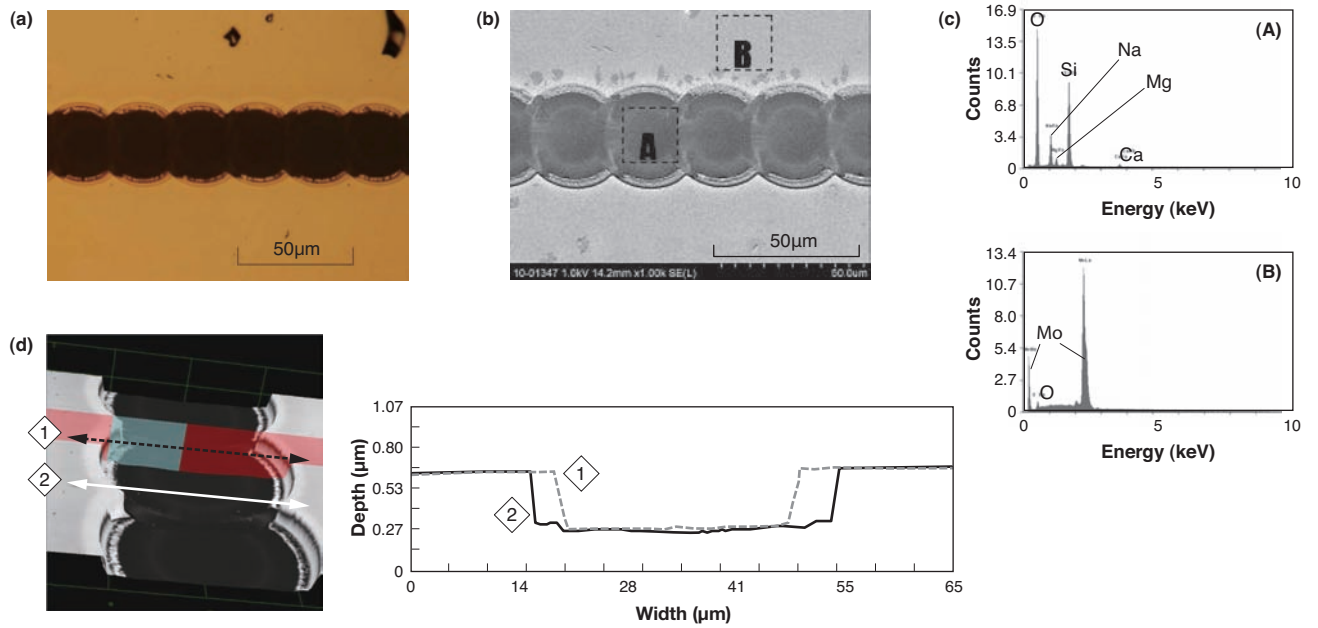 (a)
50µm
(b)
B
A
50µm
10-01347 1.0kV 14.2mm x1.00k SE(L) 50.0um
(c)
(A)
Counts
16.9
13.5
10.1
6.8
3.4
0
O
Na
Si
Mg
Ca
0 5 10
Energy (keV)
(B)
Counts
13.4
10.7
8.0
5.4
2.7
0
Mo
O
0 5 10
Energy (keV)
(d)
1
2
Depth (µm)
1.07
0.80
0.53
0.27
0
1
2
0 14 28 41 55 65
Width (µm)